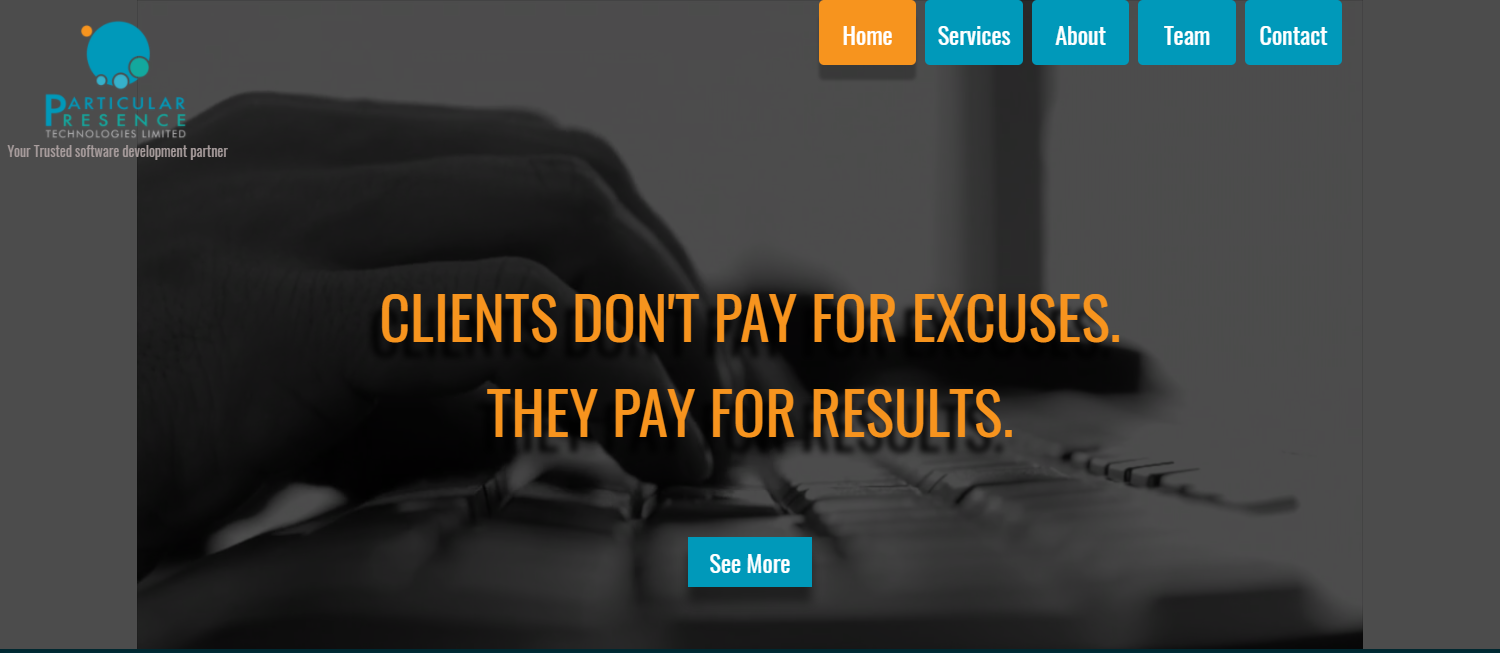 Home
Services
About
Team
Contact
PARTICULAR
PRESENCE
TECHNOLOGIES LIMITED
Your Trusted software development partner
CLIENTS DON'T PAY FOR EXCUSES.
THEY PAY FOR RESULTS.
See More